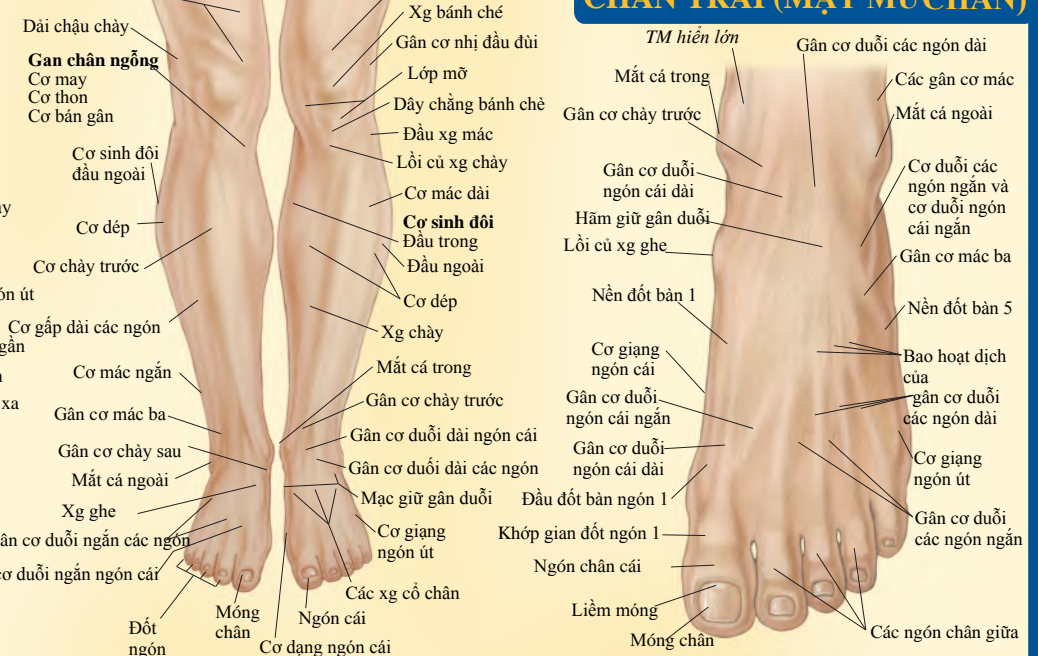 CHÂN TRÁI (MẶT MU CHÂN)
Dải chậu chày
Gan chân ngỗng
Cơ may
Cơ thon
Cơ bán gân
Cơ sinh đôi
đầu ngoài
Cơ dép
Cơ chày trước
ón út
Cơ gấp dài các ngón
gần
xa
Cơ mác ngắn
Gân cơ mác ba
Gân cơ chày sau
Mắt cá ngoài
Xg ghe
ân cơ duỗi ngắn các ngón
cơ duỗi ngắn ngón cái
Đốt
ngón
Móng
chân
Xg bánh ché
Gân cơ nhị đầu đùi
Lớp mỡ
Dây chằng bánh chè
Đầu xg mác
Lồi củ xg chày
Cơ mác dài
Cơ sinh đôi
Đầu trong
Đầu ngoài
Cơ dép
Xg chày
Mắt cá trong
Gân cơ chày trước
Gân cơ duỗi dài ngón cái
Gân cơ duối dài các ngón
Mạc giữ gân duỗi
Cơ giạng
ngón út
Các xg cổ chân
Ngón cái
Cơ dạng ngón cái
TM hiển lớn
Mắt cá trong
Gân cơ chày trước
Gân cơ duỗi
ngón cái dài
Hãm giữ gân duỗi
Lồi củ xg ghe
Nền đốt bàn 1
Cơ giạng
ngón cái
Gân cơ duỗi
ngón cái ngắn
Gân cơ duỗi
ngón cái dài
Đầu đốt bàn ngón 1
Khớp gian đốt ngón 1
Ngón chân cái
Liềm móng
Móng chân
Gân cơ duỗi các ngón dài
Các gân cơ mác
Mắt cá ngoài
Cơ duỗi các
ngón ngắn và
cơ duỗi ngón
cái ngắn
Gân cơ mác ba
Nền đốt bàn 5
Bao hoạt dịch
của
gân cơ duỗi
các ngón dài
Cơ giạng
ngón út
Gân cơ duỗi
các ngón ngắn
Các ngón chân giữa